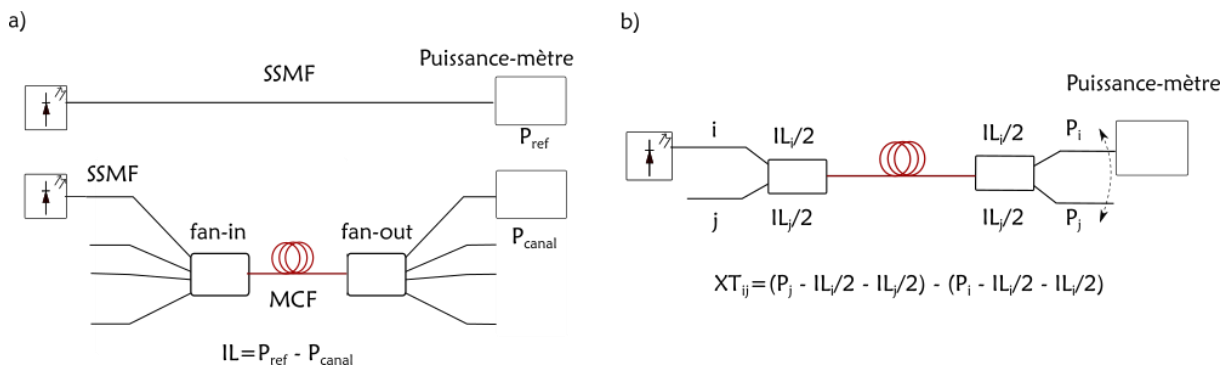 a)
Puissance-mètre
SSMF
P_ref
SSMF
fan-in
fan-out
P_canal
MCF
IL=P_ref - P_canal
b)
Puissance-mètre
i
IL_i/2
IL_i/2
P_i
j
IL_j/2
IL_j/2
P_j
XT_ij=(P_j - IL_i/2 - IL_j/2) - (P_i - IL_i/2 - IL_i/2)